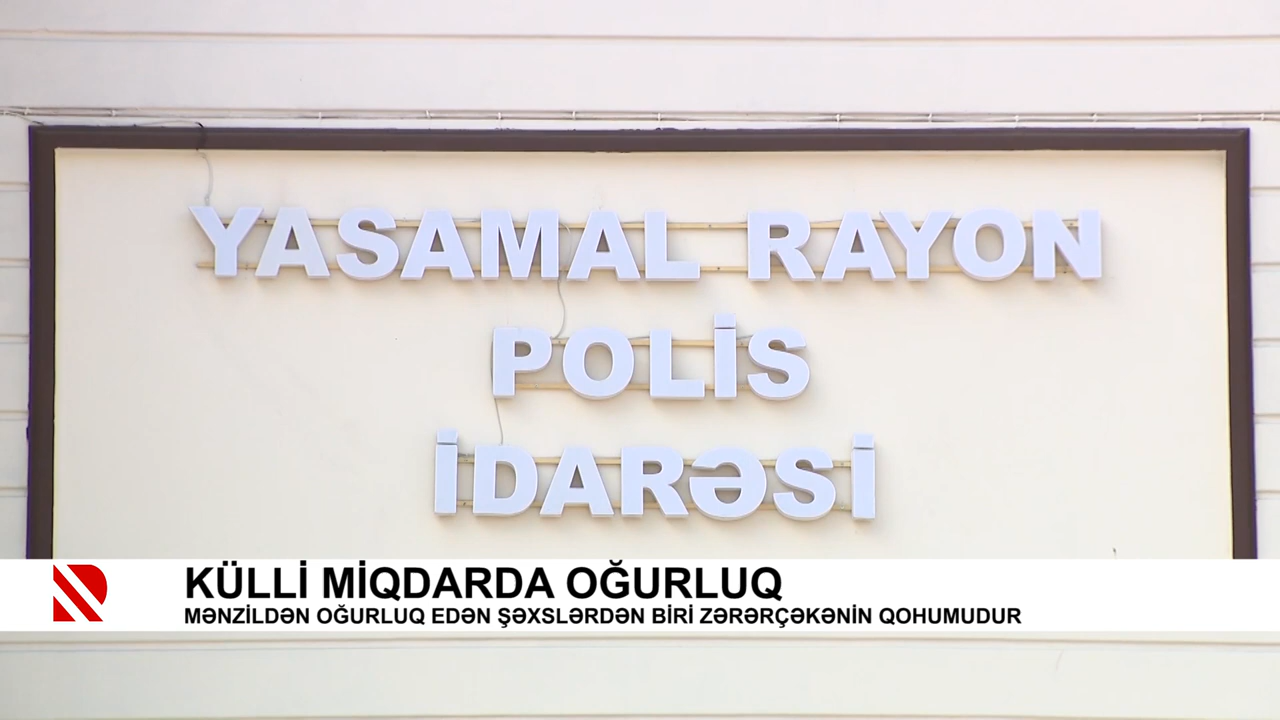 YASAMAL RAYON
POLİS
İDARƏSİ
KÜLLİ MİQDARDA OĞURLUQ
MƏNZİLDƏN OĞURLUQ EDƏN ŞƏXSLƏRDƏN BİRİ ZƏRƏRÇƏKƏNİN QOHUMUDUR